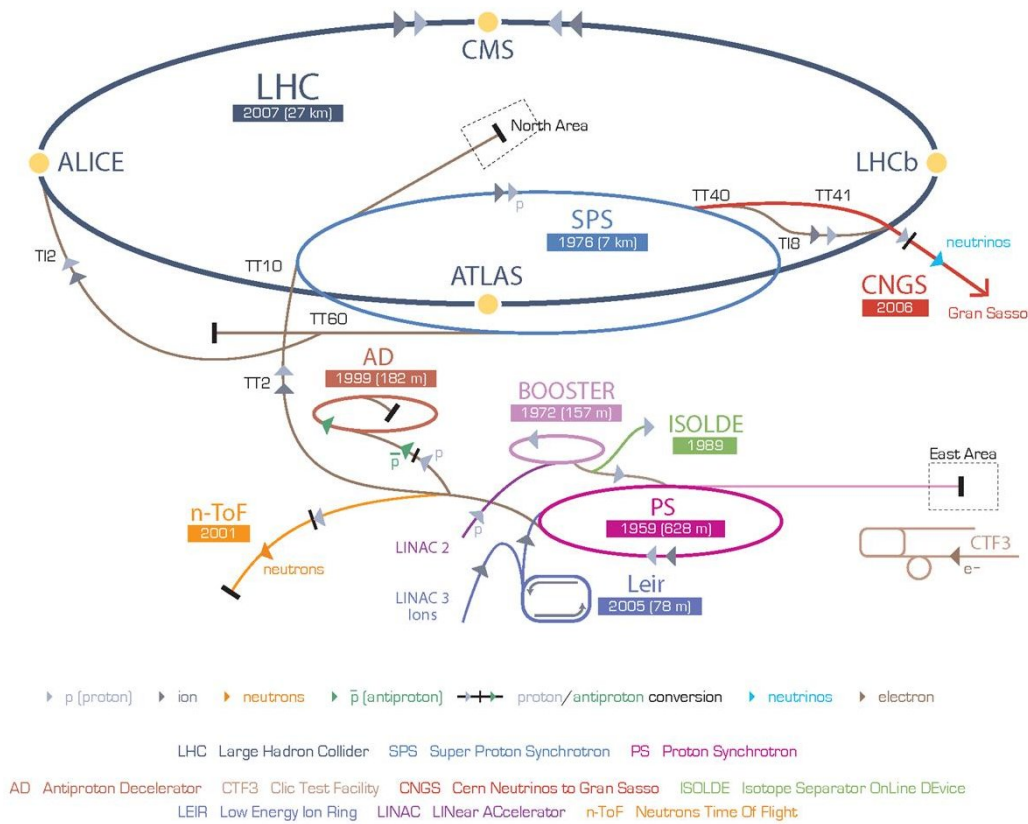 CMS
LHC
2007 (27 km)
North Area
ALICE
LHCb
p
TT40
TT41
SPS
1976 (7 km)
TI8
neutrinos
TI2
TT10
ATLAS
CNGS
2006
Gran Sasso
TT60
AD
1999 (182 m)
TT2
BOOSTER
1972 (157 m)
ISOLDE
1989
p̅
p
East Area
n-ToF
2001
PS
1959 (628 m)
p
LINAC 2
CTF3
e-
neutrons
Leir
2005 (78 m)
LINAC 3
Ions
p (proton)
ion
neutrons
p̅ (antiproton)
proton/antiproton conversion
neutrinos
electron
LHC Large Hadron Collider
SPS Super Proton Synchrotron
PS Proton Synchrotron
AD Antiproton Decelerator
CTF3 Clic Test Facility
CNGS Cern Neutrinos to Gran Sasso
ISOLDE Isotope Separator OnLine DEvice
LEIR Low Energy Ion Ring
LINAC LINear ACcelerator
n-ToF Neutrons Time Of Flight